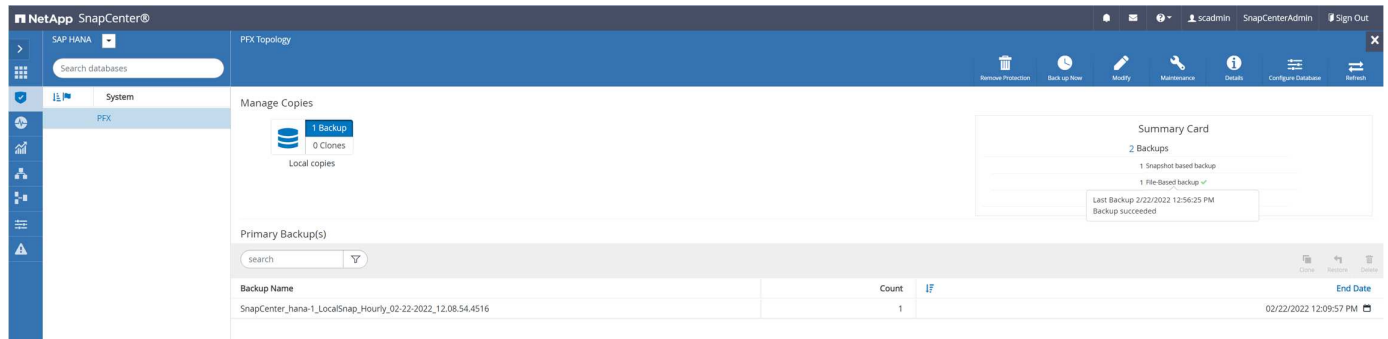 NetApp SnapCenter®
scadmin SnapCenterAdmin Sign Out
SAP HANA
PFX Topology
Search databases
Remove Protection Back up Now Modify Maintenance Details Configure Database Refresh
System
PFX
Manage Copies
1 Backup
0 Clones
Local copies
Summary Card
2 Backups
1 Snapshot based backup
1 File-Based backup
Last Backup 2/22/2022 12:56:25 PM
Backup succeeded
Primary Backup(s)
search
Clone Restore Delete
Backup Name Count End Date
SnapCenter_hana-1_LocalSnap_Hourly_02-22-2022_12.08.54.4516 1 02/22/2022 12:09:57 PM